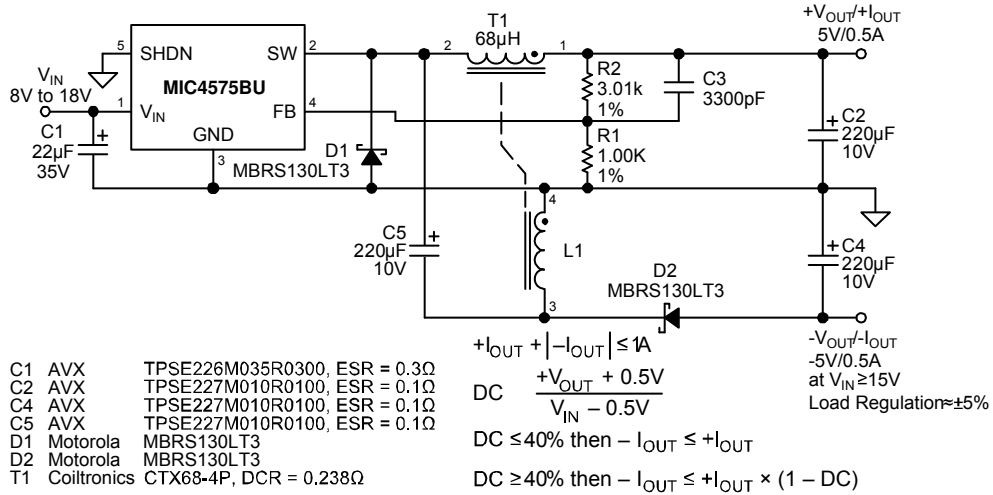 T1
68µH
2
1
+VOUT/+IOUT
5V/0.5A
5
SHDN
SW
2
MIC4575BU
VIN
8V to 18V
1
VIN
FB
4
GND
3
C1
22µF
35V
+
D1
MBRS130LT3
R2
3.01k
1%
C3
3300pF
R1
1.00K
1%
+
C2
220µF
10V
4
C5
220µF
10V
+
L1
3
D2
MBRS130LT3
+
C4
220µF
10V
-VOUT/-IOUT
-5V/0.5A
at VIN ≥15V
Load Regulation≈±5%
+IOUT + |–IOUT| ≤ 1A
DC +VOUT + 0.5V
VIN – 0.5V
DC ≤ 40% then – IOUT ≤ +IOUT
DC ≥ 40% then – IOUT ≤ +IOUT × (1 – DC)
C1 AVX TPSE226M035R0300, ESR = 0.3Ω
C2 AVX TPSE227M010R0100, ESR = 0.1Ω
C4 AVX TPSE227M010R0100, ESR = 0.1Ω
C5 AVX TPSE227M010R0100, ESR = 0.1Ω
D1 Motorola MBRS130LT3
D2 Motorola MBRS130LT3
T1 Coiltronics CTX68-4P, DCR = 0.238Ω